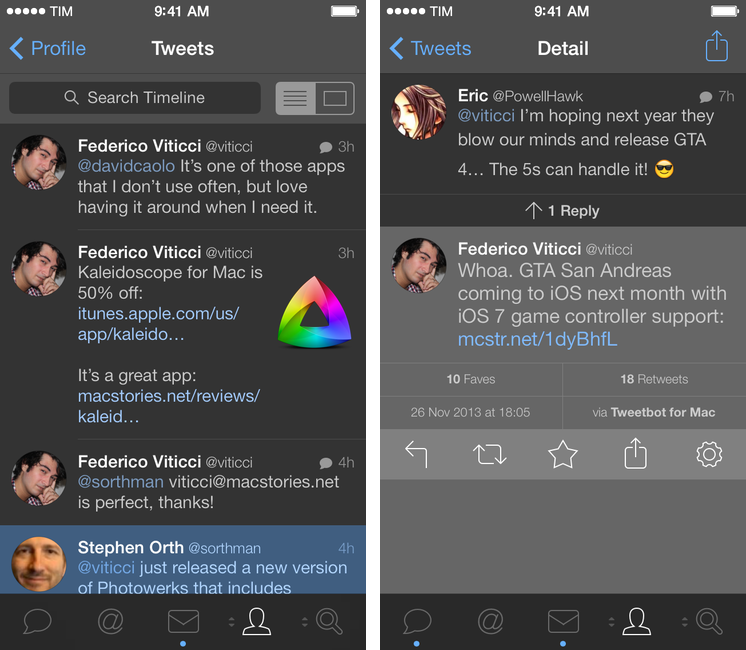 TIM 9:41 AM
Profile Tweets
Search Timeline
Federico Viticci @viticci 3h
@davidcaolo It’s one of those apps
that I don’t use often, but love
having it around when I need it.
Federico Viticci @viticci 3h
Kaleidoscope for Mac is
50% off:
itunes.apple.com/us/
app/kaleido…
It’s a great app:
macstories.net/reviews/
kaleid…
Federico Viticci @viticci 4h
@sorthman viticci@macstories.net
is perfect, thanks!
Stephen Orth @sorthman 4h
@viticci just released a new version
of Photowerks that includes
@
TIM 9:41 AM
Tweets Detail
Eric @PowellHawk 7h
@viticci I’m hoping next year they
blow our minds and release GTA
4… The 5s can handle it! 😎
1 Reply
Federico Viticci @viticci
Whoa. GTA San Andreas
coming to iOS next month with
iOS 7 game controller support:
mcstr.net/1dyBhfL
10 Faves 18 Retweets
26 Nov 2013 at 18:05 via Tweetbot for Mac
@